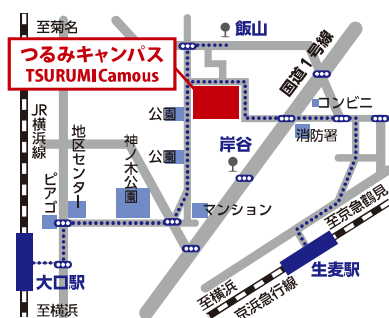 至菊名
飯山
つるみキャンパス
TSURUMICamous
国道1号線
JR横浜線
公園
コンビニ
消防署
地区センター
神ノ木公園
公園
岸谷
ピアゴ
マンション
至京急鶴見
大口駅
生麦駅
至横浜
京浜急行線
至横浜